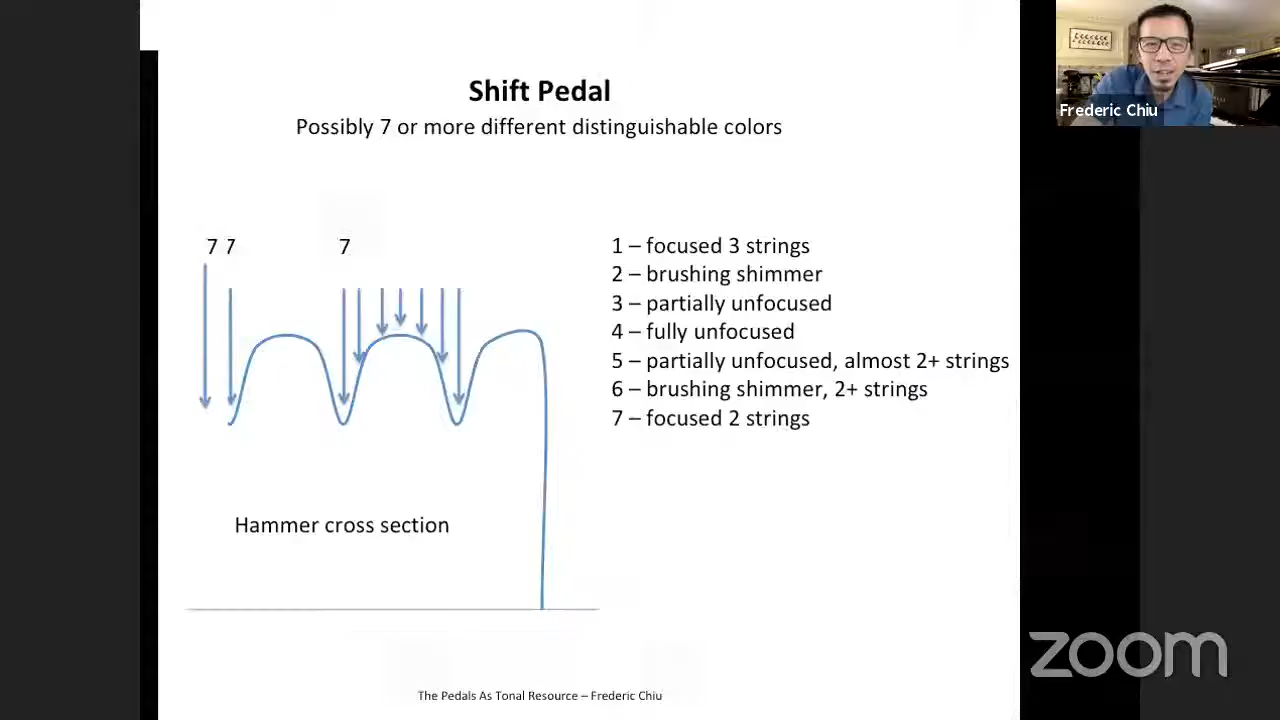 Shift Pedal
Possibly 7 or more different distinguishable colors
7 7 7
1 – focused 3 strings
2 – brushing shimmer
3 – partially unfocused
4 – fully unfocused
5 – partially unfocused, almost 2+ strings
6 – brushing shimmer, 2+ strings
7 – focused 2 strings
Hammer cross section
The Pedals As Tonal Resource – Frederic Chiu
Frederic Chiu
zoom